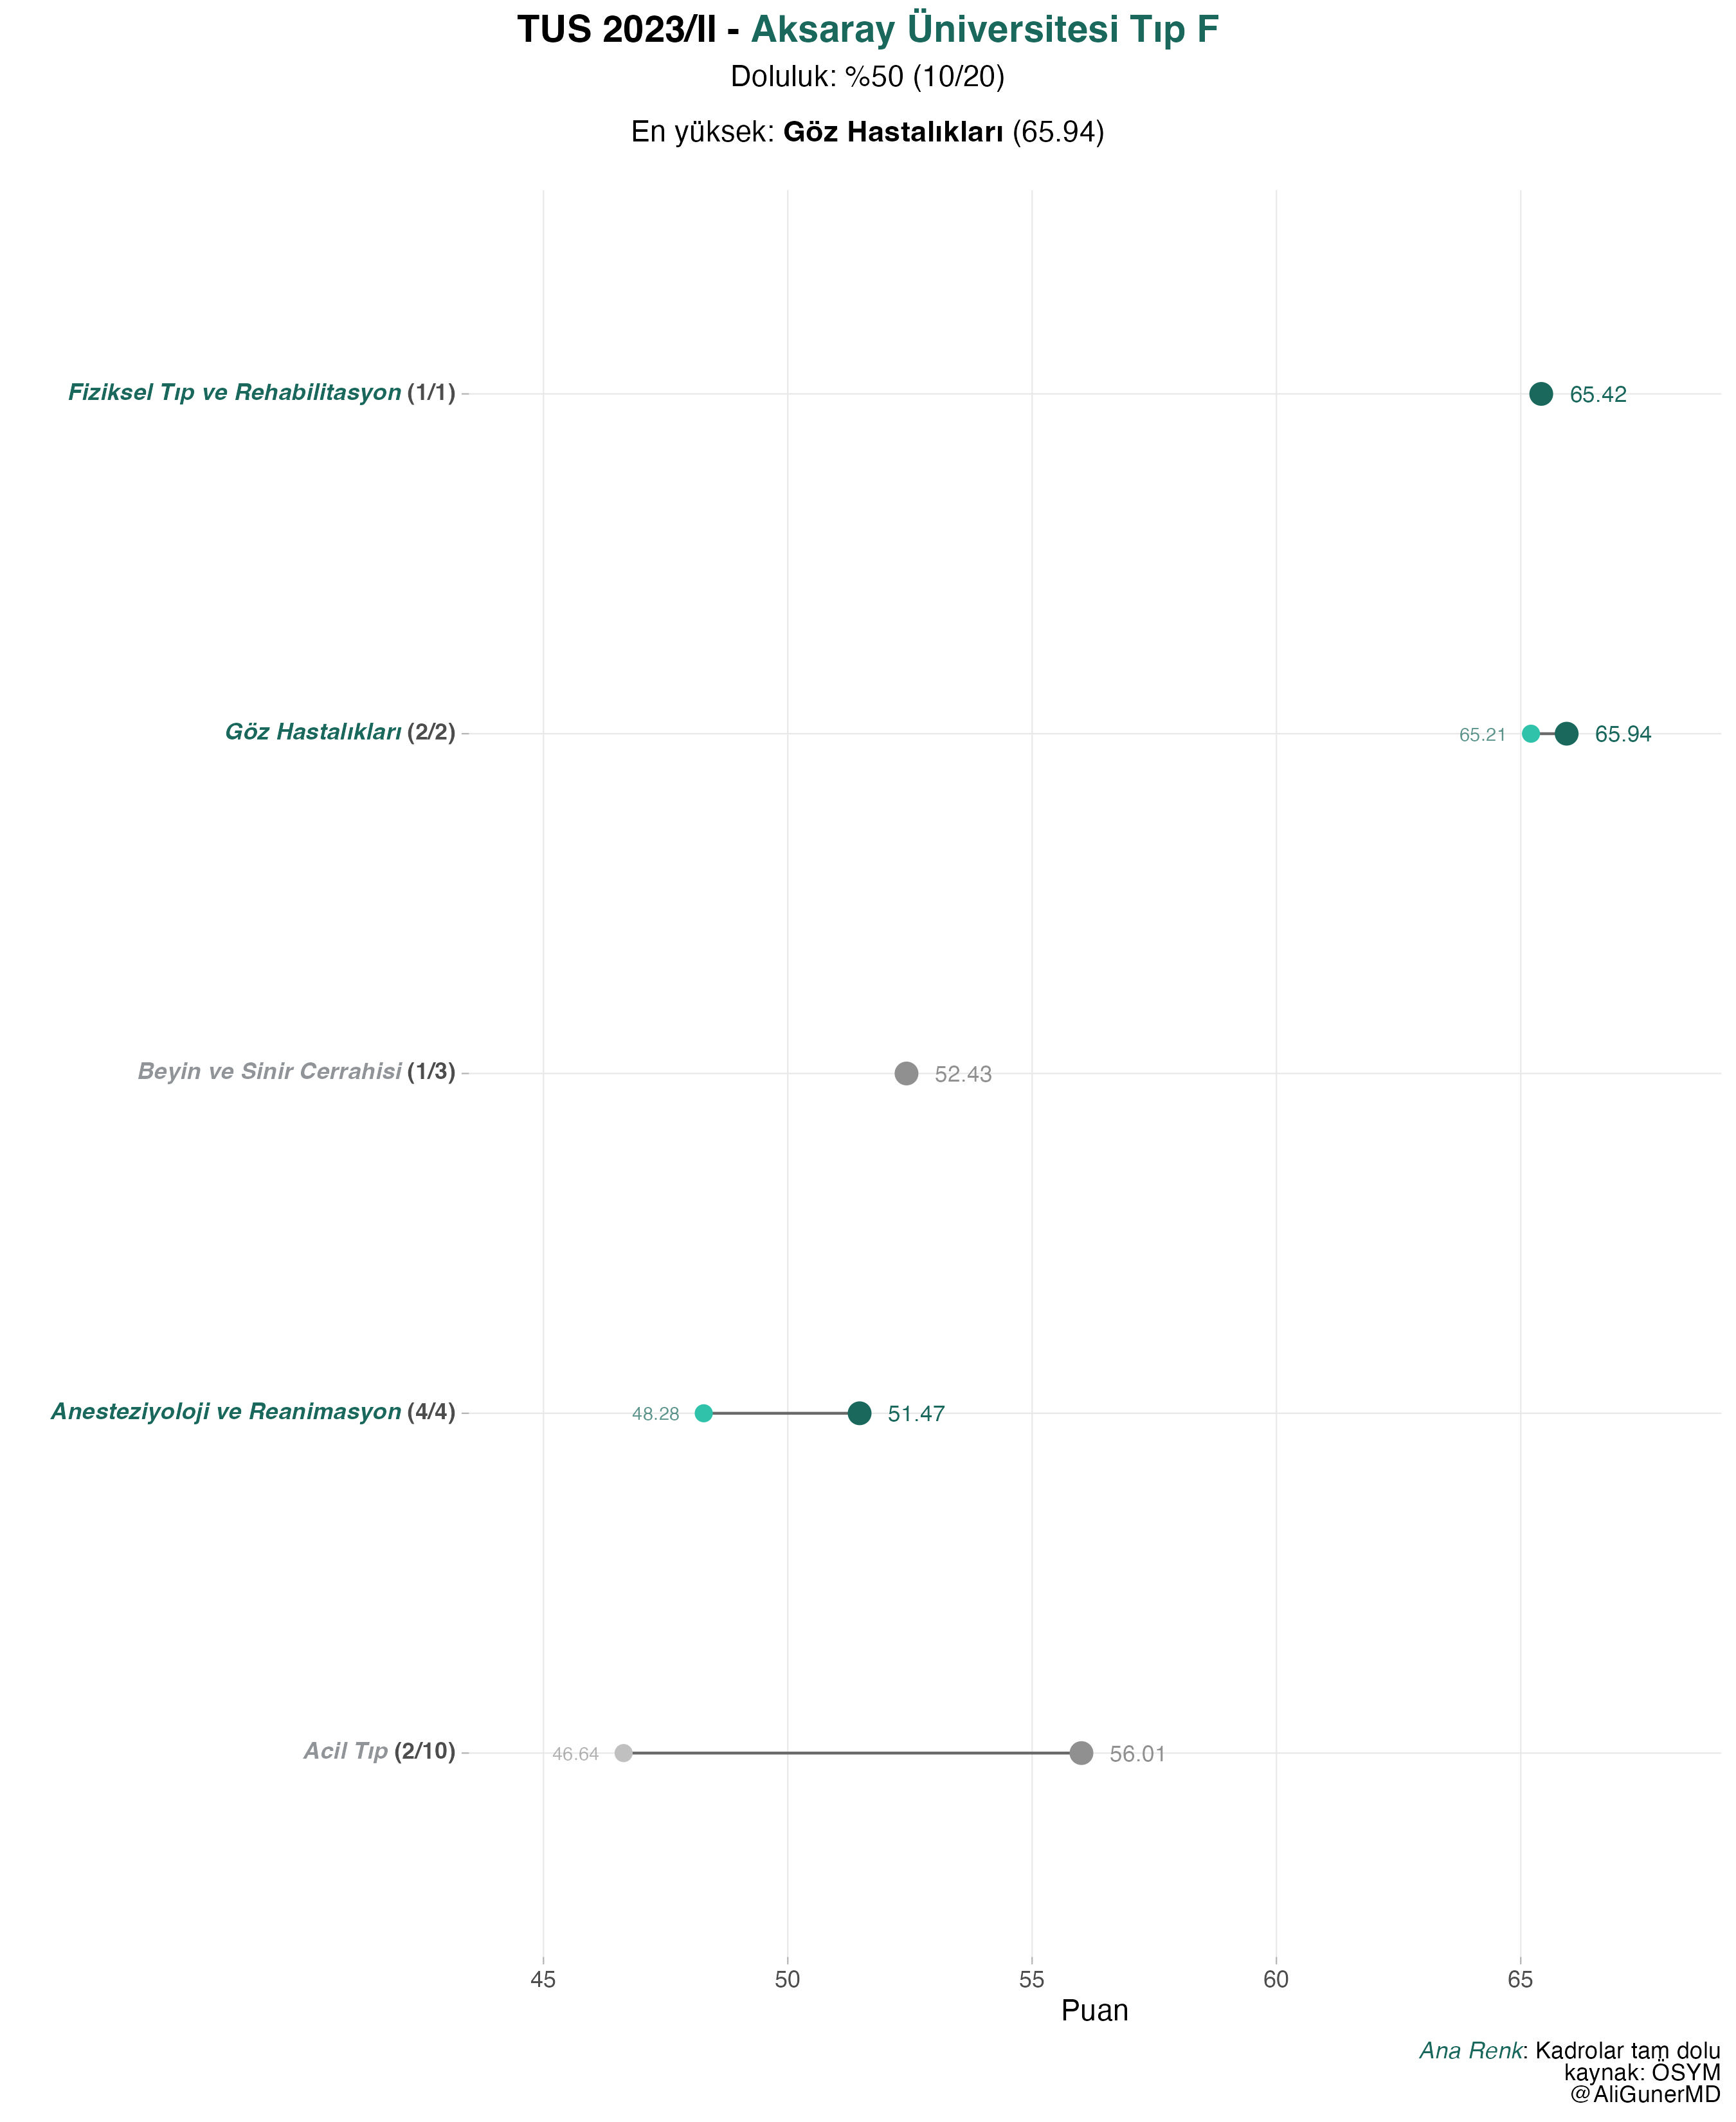 TUS 2023/II - Aksaray Üniversitesi Tıp F
Doluluk: %50 (10/20)
En yüksek: Göz Hastalıkları (65.94)
Fiziksel Tıp ve Rehabilitasyon (1/1)
65.42
Göz Hastalıkları (2/2)
65.21
65.94
Beyin ve Sinir Cerrahisi (1/3)
52.43
Anesteziyoloji ve Reanimasyon (4/4)
48.28
51.47
Acil Tıp (2/10)
46.64
56.01
45
50
55
60
65
Puan
Ana Renk: Kadrolar tam dolu
kaynak: ÖSYM
@AliGunerMD